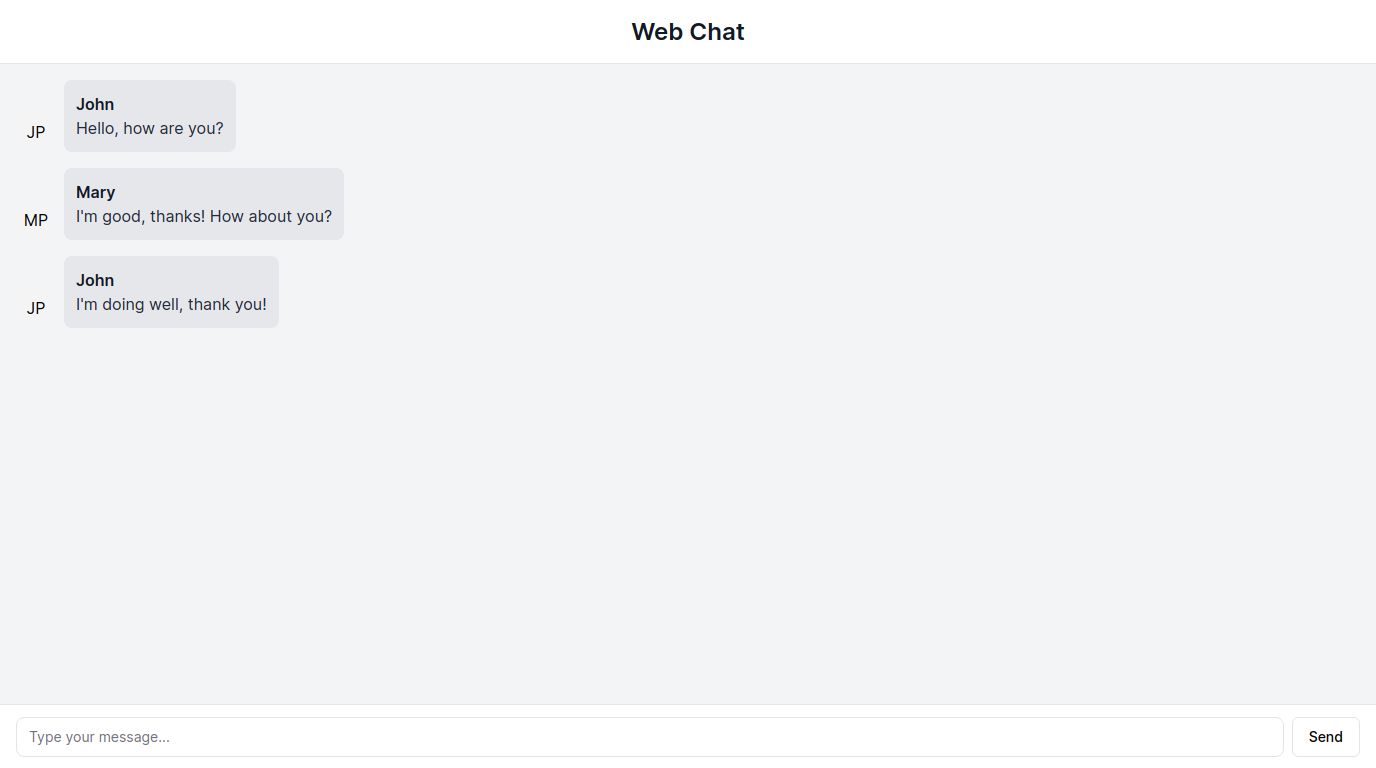 Web Chat
John
JP
Hello, how are you?
Mary
MP
I'm good, thanks! How about you?
John
JP
I'm doing well, thank you!
Type your message...
Send